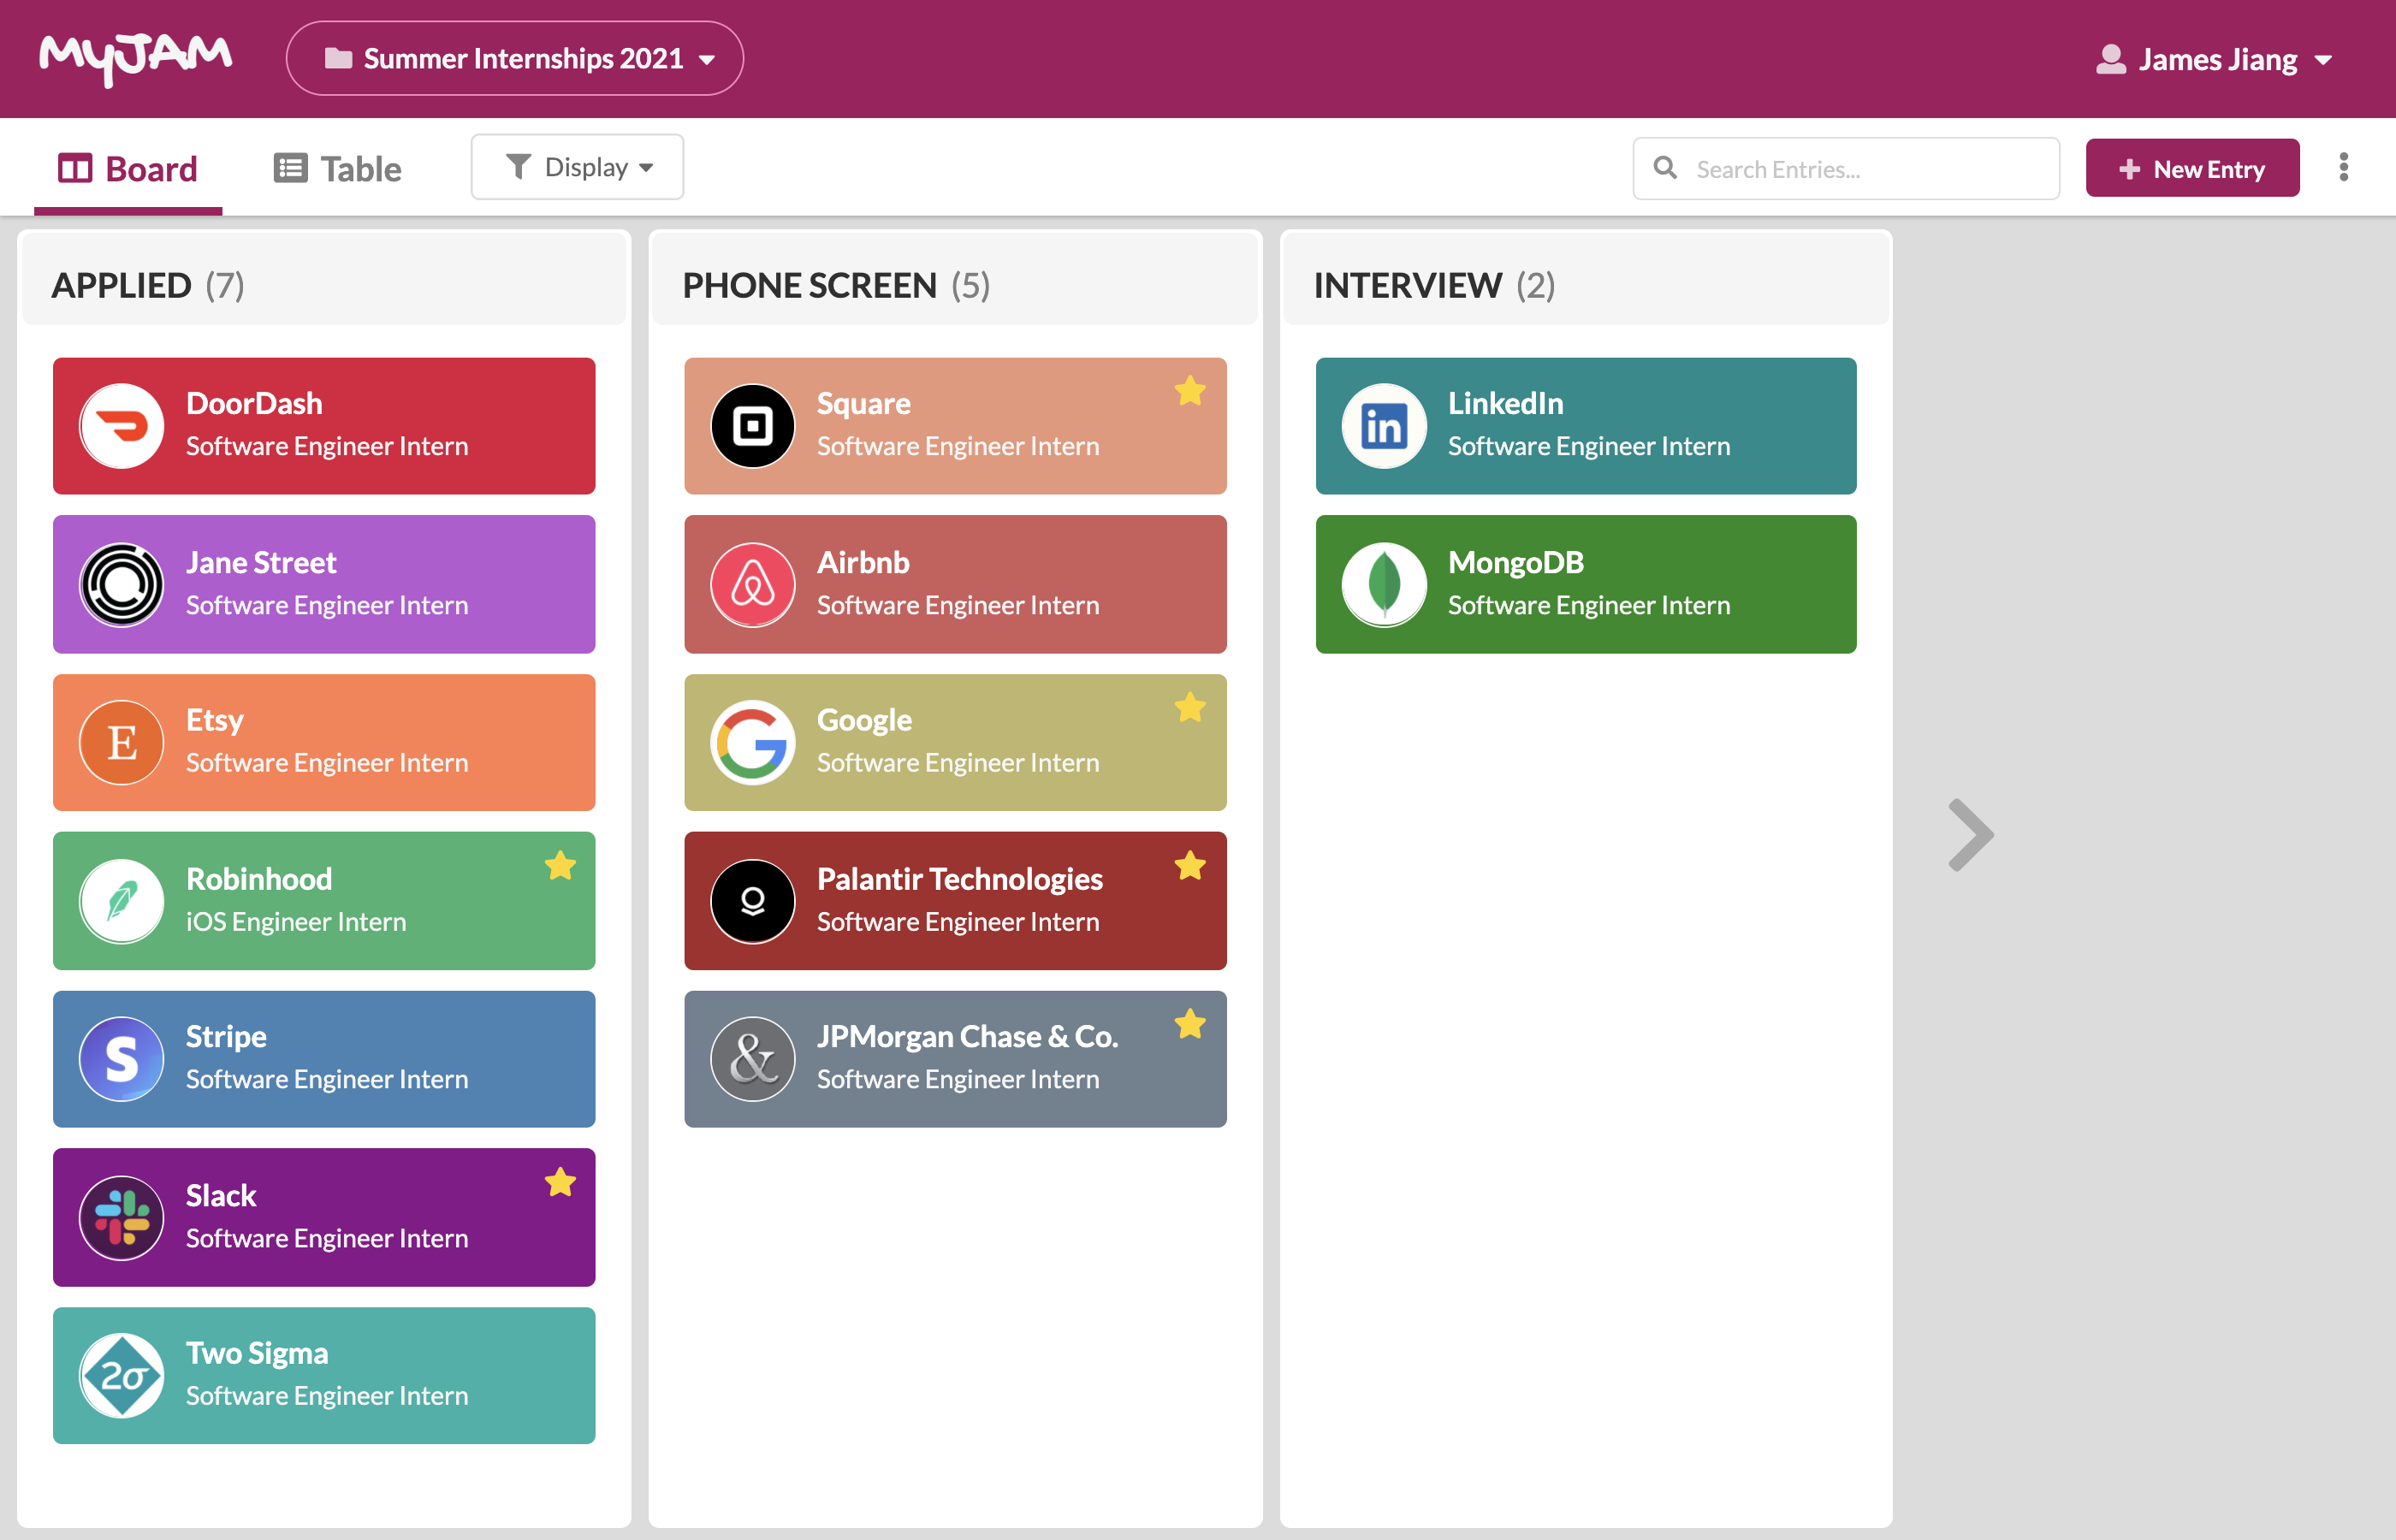 MYJAM
Summer Internships 2021
James Jiang
Board
Table
Display
Search Entries...
New Entry
APPLIED (7)
DoorDash
Software Engineer Intern
Jane Street
Software Engineer Intern
Etsy
Software Engineer Intern
Robinhood
iOS Engineer Intern
Stripe
Software Engineer Intern
Slack
Software Engineer Intern
Two Sigma
Software Engineer Intern
PHONE SCREEN (5)
Square
Software Engineer Intern
Airbnb
Software Engineer Intern
Google
Software Engineer Intern
Palantir Technologies
Software Engineer Intern
JPMorgan Chase & Co.
Software Engineer Intern
INTERVIEW (2)
LinkedIn
Software Engineer Intern
MongoDB
Software Engineer Intern
E
S
2σ
G
&
in